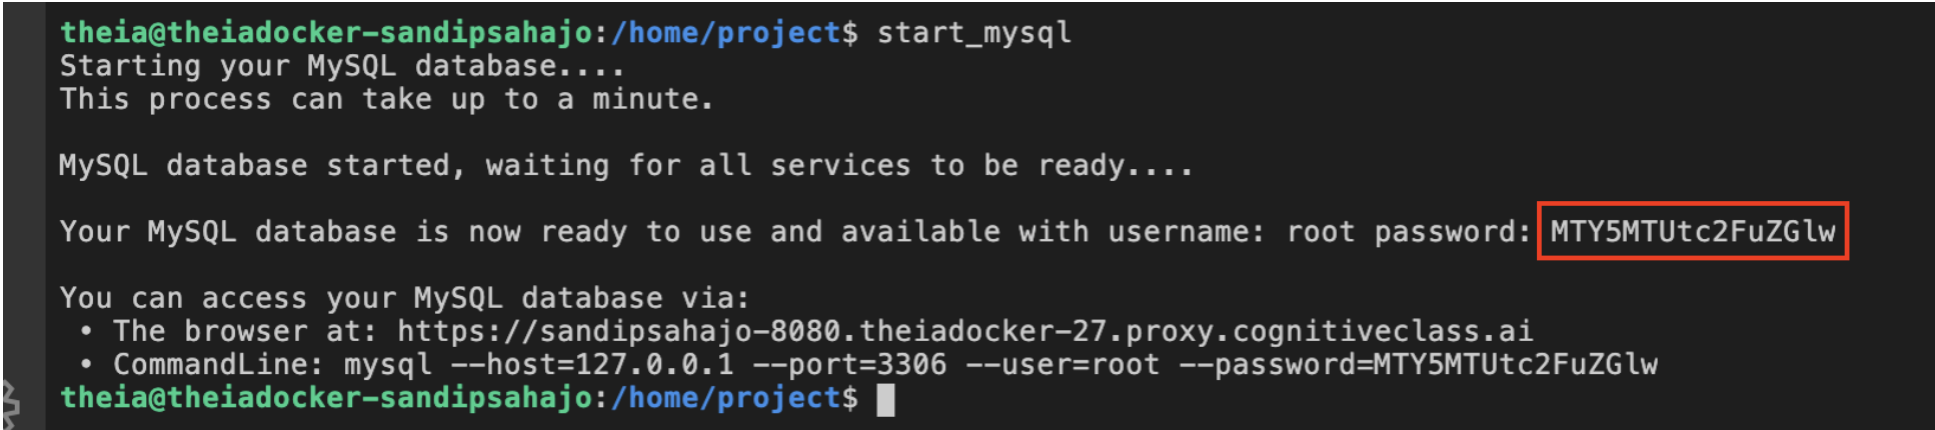 theia@theiadocker-sandipsahajo:/home/project$ start_mysql
Starting your MySQL database....
This process can take up to a minute.
MySQL database started, waiting for all services to be ready....
Your MySQL database is now ready to use and available with username: root password: MTY5MTUtc2FuZGlw
You can access your MySQL database via:
• The browser at: https://sandipsahajo-8080.theiadocker-27.proxy.cognitiveclass.ai
• CommandLine: mysql --host=127.0.0.1 --port=3306 --user=root --password=MTY5MTUtc2FuZGlw
theia@theiadocker-sandipsahajo:/home/project$